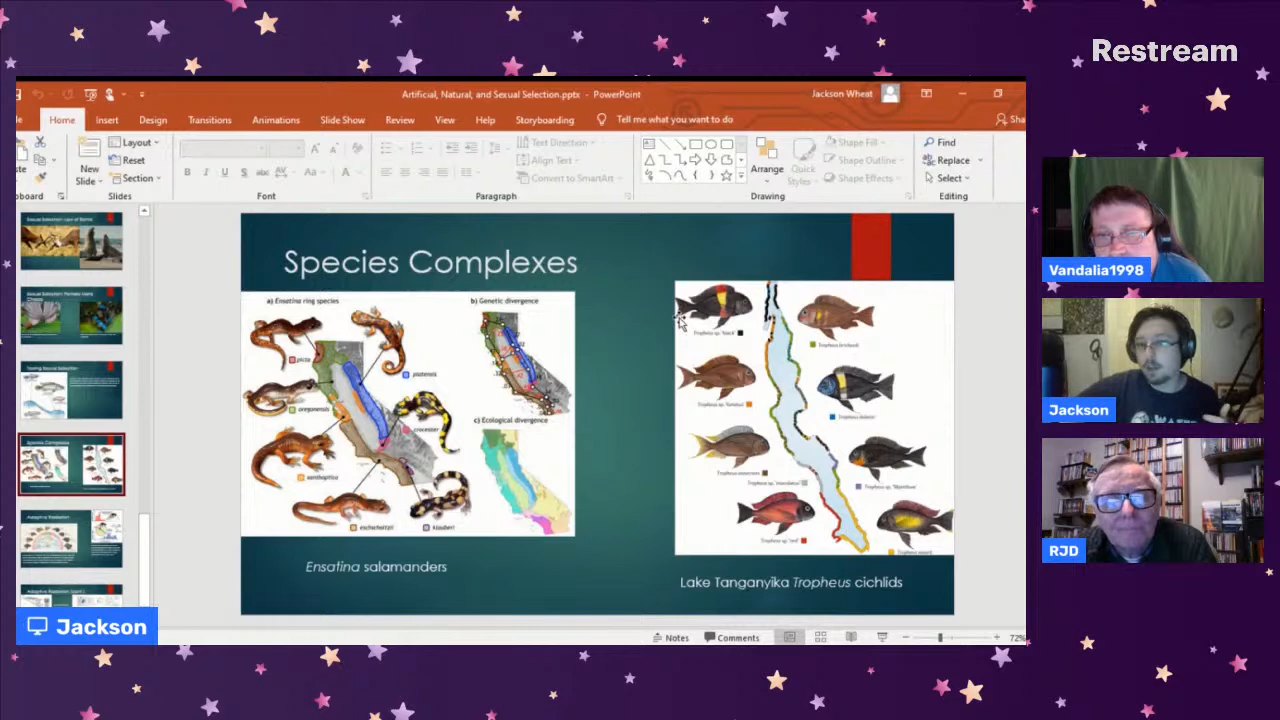 Restream
Artificial, Natural, and Sexual Selection.pptx - PowerPoint
Jackson Wheat
Home Insert Design Transitions Animations Slide Show Review View Help Storyboarding Tell me what you want to do
New
Slide
Layout
Reset
Section
Text Direction
Align Text
Convert to SmartArt
Arrange
Quick
Styles
Shape Fill
Shape Outline
Shape Effects
Find
Replace
Select
Slides
Font
Paragraph
Drawing
Editing
Species Complexes
a) Ensatina ring species
b) Genetic divergence
c) Ecological divergence
picta
platensis
oregonensis
croceater
xanthoptica
eschscholtzii
klauberi
Ensatina salamanders
Lake Tanganyika Tropheus cichlids
Vandalia1998
Jackson
RJD
Jackson
Notes
Comments
72%